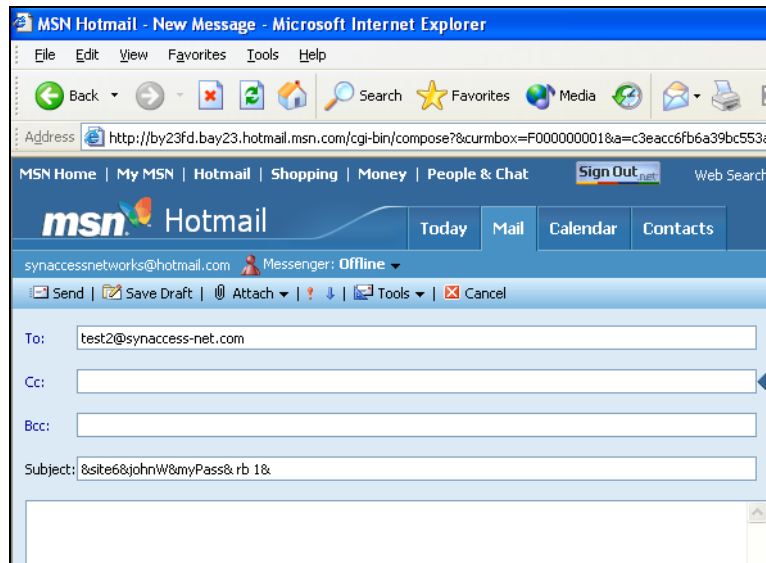 MSN Hotmail - New Message - Microsoft Internet Explorer
File Edit View Favorites Tools Help
Back Search Favorites Media
Address http://by23fd.bay23.hotmail.msn.com/cgi-bin/compose?&curmbox=F000000001&a=c3eacc6fb6a39bc553a
MSN Home | My MSN | Hotmail | Shopping | Money | People & Chat Sign Out.net Web Search
msn Hotmail Today Mail Calendar Contacts
synaccessnetworks@hotmail.com Messenger: Offline
Send | Save Draft | Attach | ! | Tools | Cancel
To: test2@synaccess-net.com
Cc:
Bcc:
Subject: &site6&johnW&myPass& rb 1&